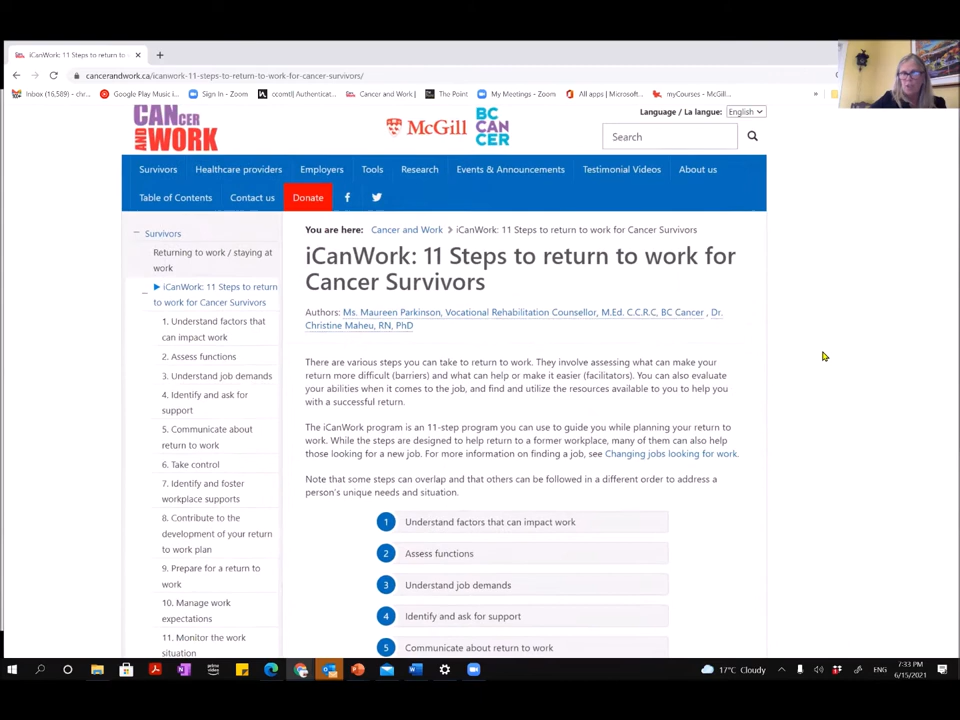 iCanWork: 11 Steps to return to
cancerandwork.ca/icanwork-11-steps-to-return-to-work-for-cancer-survivors/
Inbox (16,589) - chr... Google Play Music i... Sign In - Zoom ccomtl| Authenticat... Cancer and Work | The Point My Meetings - Zoom All apps | Microsoft... myCourses - McGill... »
Language / La langue: English
CANcer
AND WORK
McGill
BC
CAN
CER
Search
Survivors Healthcare providers Employers Tools Research Events & Announcements Testimonial Videos About us
Table of Contents Contact us Donate
You are here: Cancer and Work > iCanWork: 11 Steps to return to work for Cancer Survivors
Survivors
Returning to work / staying at
work
iCanWork: 11 Steps to return
to work for Cancer Survivors
1. Understand factors that
can impact work
2. Assess functions
3. Understand job demands
4. Identify and ask for
support
5. Communicate about
return to work
6. Take control
7. Identify and foster
workplace supports
8. Contribute to the
development of your return
to work plan
9. Prepare for a return to
work
10. Manage work
expectations
11. Monitor the work
situation
iCanWork: 11 Steps to return to work for
Cancer Survivors
Authors: Ms. Maureen Parkinson, Vocational Rehabilitation Counsellor, M.Ed. C.C.R.C, BC Cancer , Dr.
Christine Maheu, RN, PhD
There are various steps you can take to return to work. They involve assessing what can make your
return more difficult (barriers) and what can help or make it easier (facilitators). You can also evaluate
your abilities when it comes to the job, and find and utilize the resources available to you to help you
with a successful return.
The iCanWork program is an 11-step program you can use to guide you while planning your return to
work. While the steps are designed to help return to a former workplace, many of them can also help
those looking for a new job. For more information on finding a job, see Changing jobs looking for work.
Note that some steps can overlap and that others can be followed in a different order to address a
person's unique needs and situation.
1 Understand factors that can impact work
2 Assess functions
3 Understand job demands
4 Identify and ask for support
5 Communicate about return to work
17°C Cloudy ENG 7:33 PM
6/15/2021